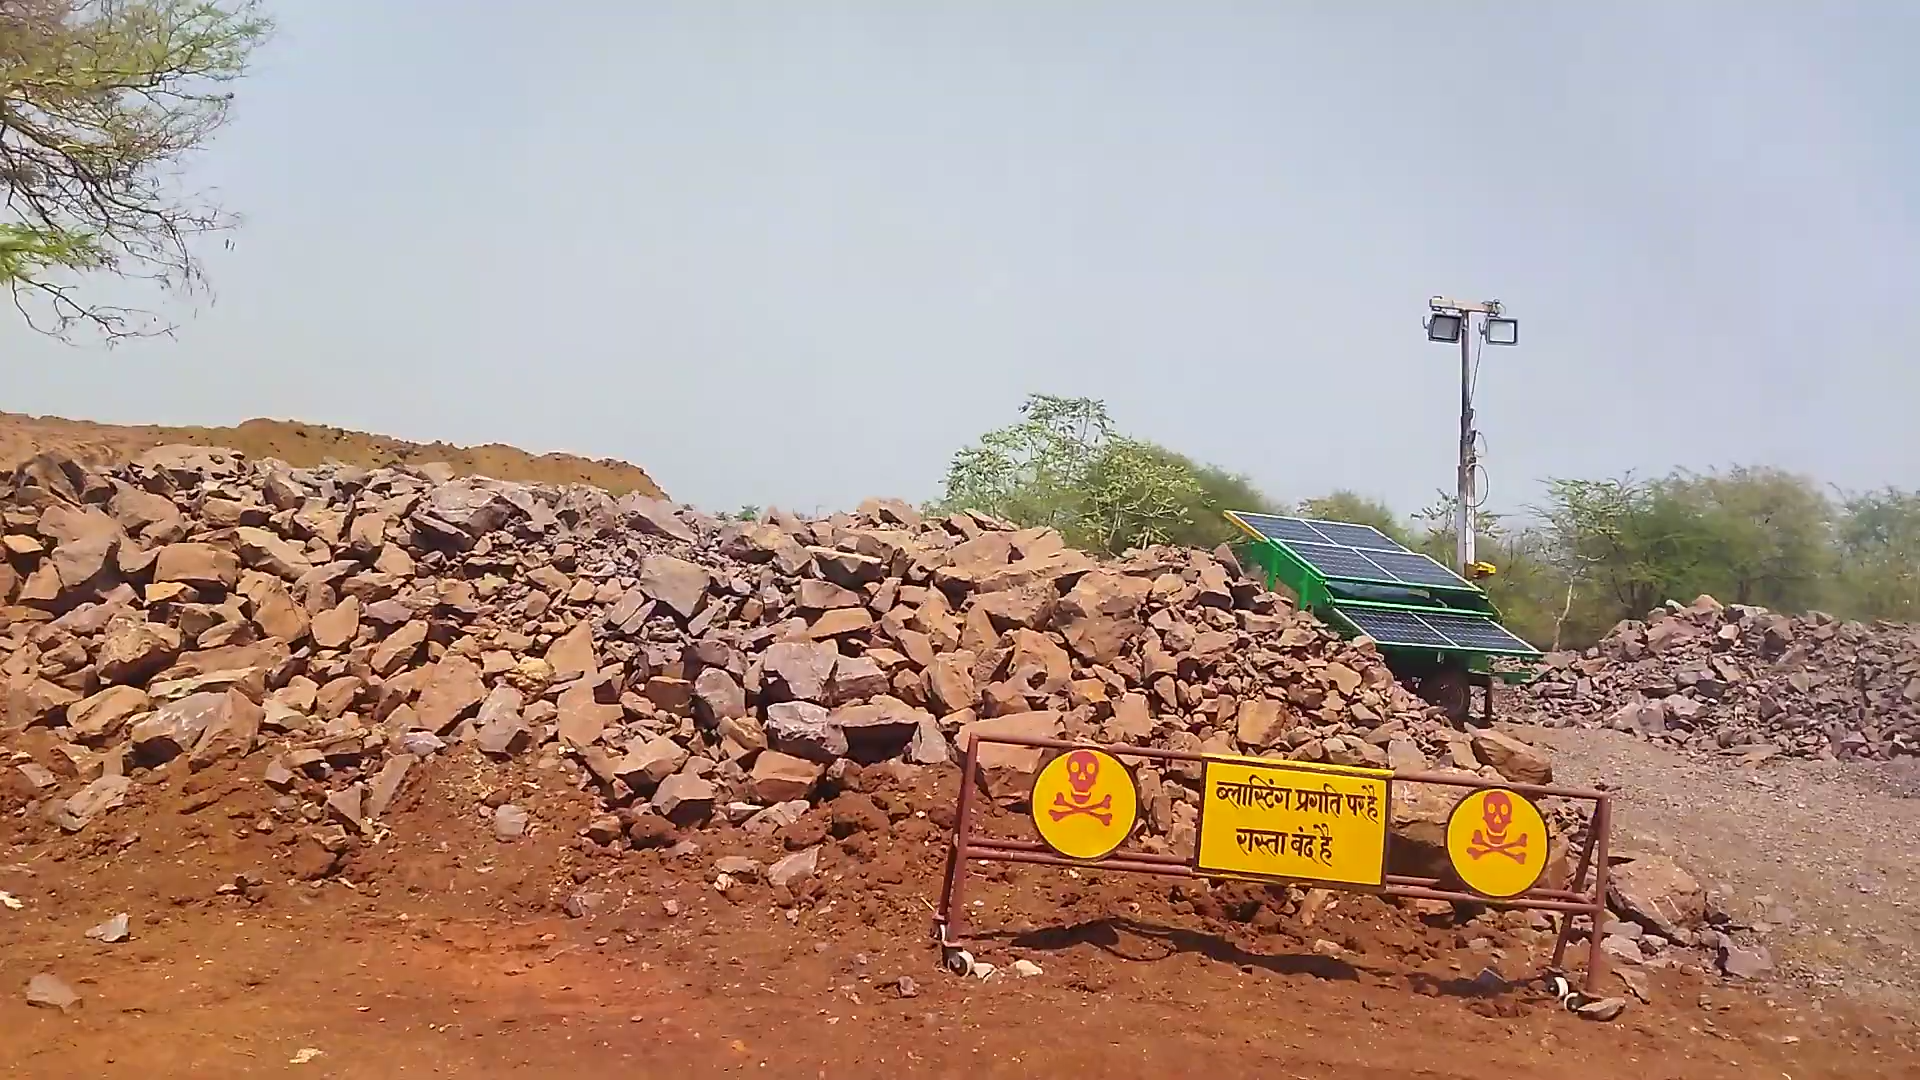 ब्लास्टिंग प्रगति पर है
रास्ता बंद है